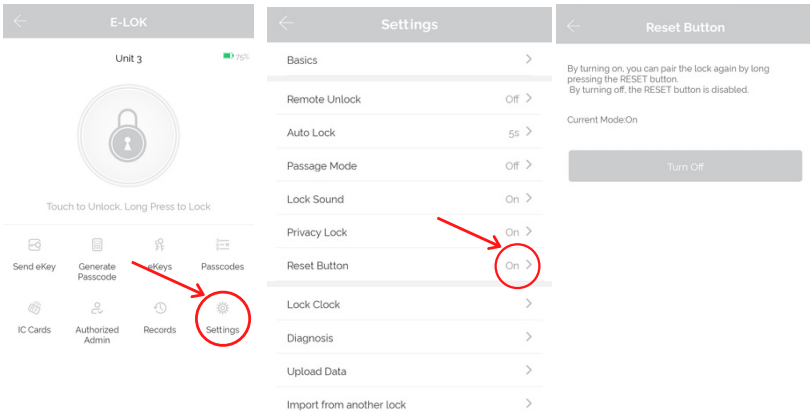 E-LOK
Unit 3
75%
Touch to Unlock, Long Press to Lock
Send eKey
Generate
Passcode
eKeys
Passcodes
IC Cards
Authorized
Admin
Records
Settings
Settings
Basics
Remote Unlock Off
Auto Lock 5s
Passage Mode Off
Lock Sound On
Privacy Lock On
Reset Button On
Lock Clock
Diagnosis
Upload Data
Import from another lock
Reset Button
By turning on, you can pair the lock again by long
pressing the RESET button.
By turning off, the RESET button is disabled.
Current Mode:On
Turn Off